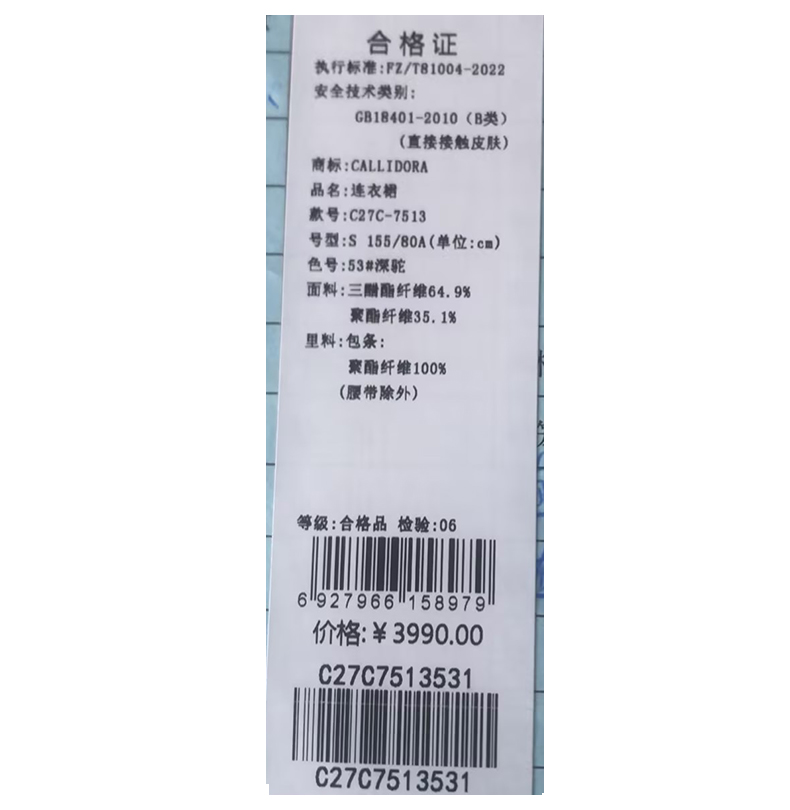 合格证
执行标准:FZ/T81004-2022
安全技术类别:
GB18401-2010（B类）
(直接接触皮肤)
商标:CALLIDORA
品名:连衣裙
款号:C27C-7513
号型:S 155/80A(单位:cm)
色号:53#深驼
面料:三醋酯纤维64.9%
聚酯纤维35.1%
里料:包条:
聚酯纤维100%
(腰带除外)
等级:合格品 检验:06
6 927966 158979
价格:¥3990.00
C27C7513531
C27C7513531